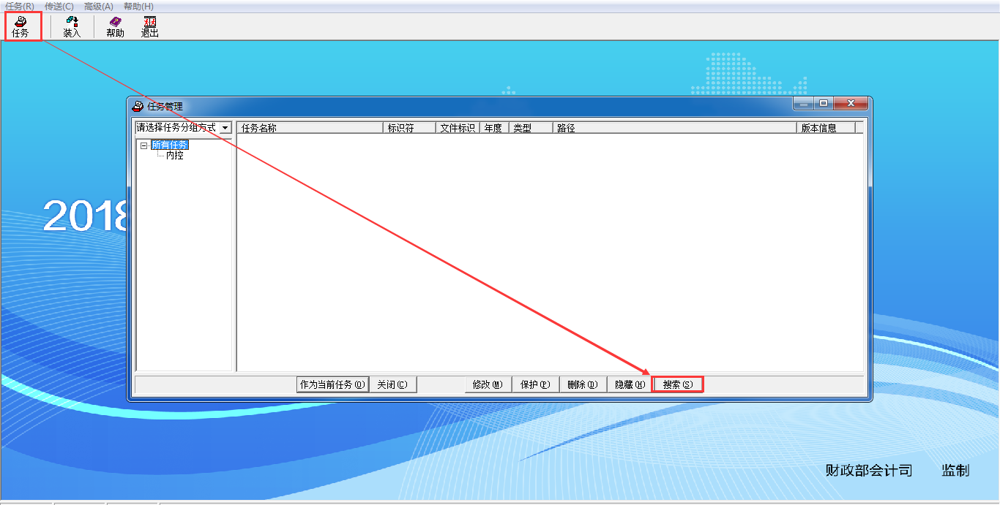 任务(R) 传送(C) 高级(A) 帮助(H)
任务 装入 帮助 退出
任务管理
请选择任务分组方式 任务名称 标识符 文件标识 年度 类型 路径 版本信息
所有任务
内控
2018
作为当前任务(O) 关闭(C) 修改(M) 保护(P) 删除(D) 隐藏(H) 搜索(S)
财政部会计司 监制